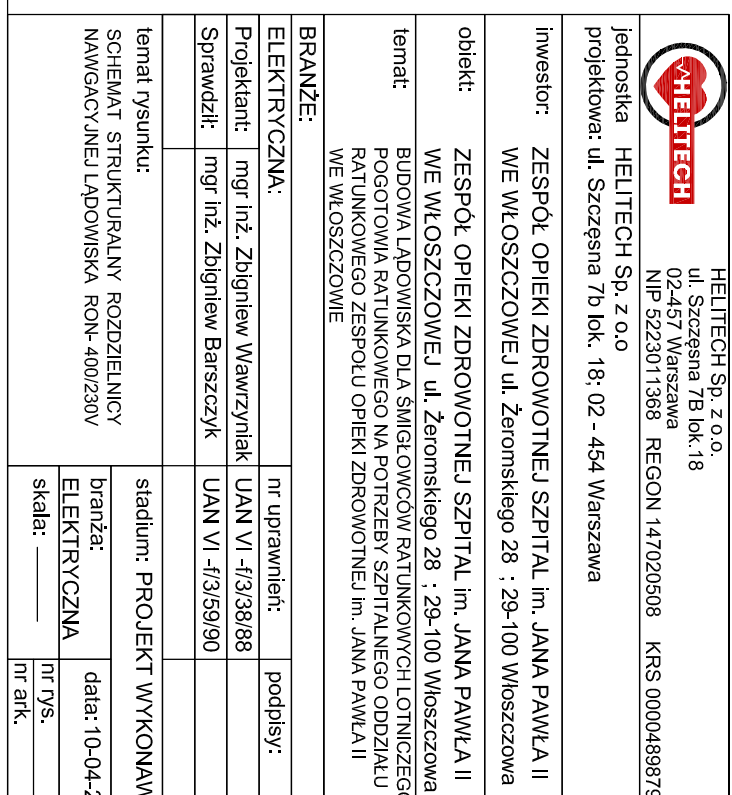 HELITECH
HELITECH Sp. z o.o.
ul. Szczęsna 7B lok.18
02-457 Warszawa
NIP 5223011368 REGON 147020508 KRS 0000489879
jednostka HELITECH Sp. z o.o
projektowa: ul. Szczęsna 7b lok. 18; 02 - 454 Warszawa
inwestor: ZESPÓŁ OPIEKI ZDROWOTNEJ SZPITAL im. JANA PAWŁA II
WE WŁOSZCZOWEJ ul. Żeromskiego 28 ; 29-100 Włoszczowa
obiekt: ZESPÓŁ OPIEKI ZDROWOTNEJ SZPITAL im. JANA PAWŁA II
WE WŁOSZCZOWEJ ul. Żeromskiego 28 ; 29-100 Włoszczowa
temat: BUDOWA LĄDOWISKA DLA ŚMIGŁOWCÓW RATUNKOWYCH LOTNICZEGO
POGOTOWIA RATUNKOWEGO NA POTRZEBY SZPITALNEGO ODDZIAŁU
RATUNKOWEGO ZESPOŁU OPIEKI ZDROWOTNEJ im. JANA PAWŁA II
WE WŁOSZCZOWIE
BRANŻE:
ELEKTRYCZNA: nr uprawnień: podpisy:
Projektant: mgr inż. Zbigniew Wawrzyniak UAN VI -f/3/38/88
Sprawdził: mgr inż. Zbigniew Barszczyk UAN VI -f/3/59/90
temat rysunku:
SCHEMAT STRUKTURALNY ROZDZIELNICY
NAWGACYJNEJ LĄDOWISKA RON- 400/230V
stadium: PROJEKT WYKONAW
branża:
ELEKTRYCZNA
data: 10-04-2
skala:
nr rys.
nr ark.